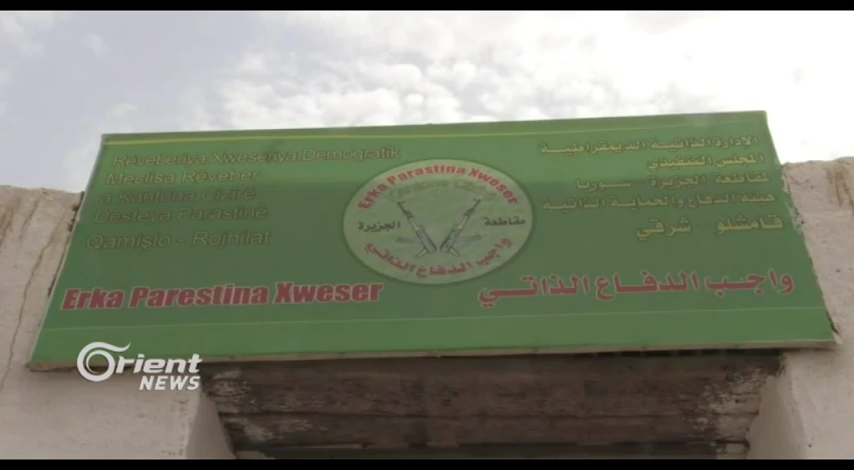 Rêveberiya Xweseriya Demoqratîk
Meclîsa Rêveber
a Kantona Cizîrê
Desteya Parastinê
Qamişlo - Rojhilat
الإدارة الذاتية الديمقراطية
المجلس التنفيذي
لمقاطعة الجزيرة - سوريا
هيئة الدفاع والحماية الذاتية
قامشلو - شرقي
Erka Parestina Xweser
مقاطعة الجزيرة
واجب الدفاع الذاتي
Erka Parestina Xweser
واجب الدفاع الذاتي
Orient
NEWS